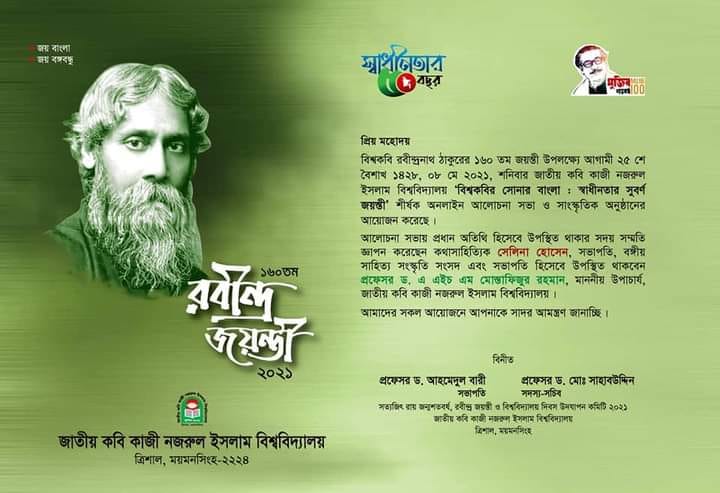 জয় বাংলা
জয় বঙ্গবন্ধু
১৬০তম
রবীন্দ্র
জয়ন্তী
২০২১
জাতীয় কবি কাজী নজরুল ইসলাম বিশ্ববিদ্যালয়
ত্রিশাল, ময়মনসিংহ-২২২৪
স্বাধীনতার
৫০ বছর
মুজিব
শতবর্ষ
100
প্রিয় মহোদয়
বিশ্বকবি রবীন্দ্রনাথ ঠাকুরের ১৬০ তম জয়ন্তী উপলক্ষ্যে আগামী ২৫ শে
বৈশাখ ১৪২৮, ০৮ মে ২০২১, শনিবার জাতীয় কবি কাজী নজরুল
ইসলাম বিশ্ববিদ্যালয় ‘বিশ্বকবির সোনার বাংলা : স্বাধীনতার সুবর্ণ
জয়ন্তী’ শীর্ষক অনলাইন আলোচনা সভা ও সাংস্কৃতিক অনুষ্ঠানের
আয়োজন করেছে ।
আলোচনা সভায় প্রধান অতিথি হিসেবে উপস্থিত থাকার সদয় সম্মতি
জ্ঞাপন করেছেন কথাসাহিত্যিক সেলিনা হোসেন, সভাপতি, বঙ্গীয়
সাহিত্য সংস্কৃতি সংসদ এবং সভাপতি হিসেবে উপস্থিত থাকবেন
প্রফেসর ড. এ এইচ এম মোস্তাফিজুর রহমান, মাননীয় উপাচার্য,
জাতীয় কবি কাজী নজরুল ইসলাম বিশ্ববিদ্যালয় ।
আমাদের সকল আয়োজনে আপনাকে সাদর আমন্ত্রণ জানাচ্ছি ।
বিনীত
প্রফেসর ড. আহমেদুল বারী
সভাপতি
প্রফেসর ড. মোঃ সাহাবউদ্দিন
সদস্য-সচিব
সত্যজিৎ রায় জন্মশতবর্ষ, রবীন্দ্র জয়ন্তী ও বিশ্ববিদ্যালয় দিবস উদযাপন কমিটি ২০২১
জাতীয় কবি কাজী নজরুল ইসলাম বিশ্ববিদ্যালয়
ত্রিশাল, ময়মনসিংহ